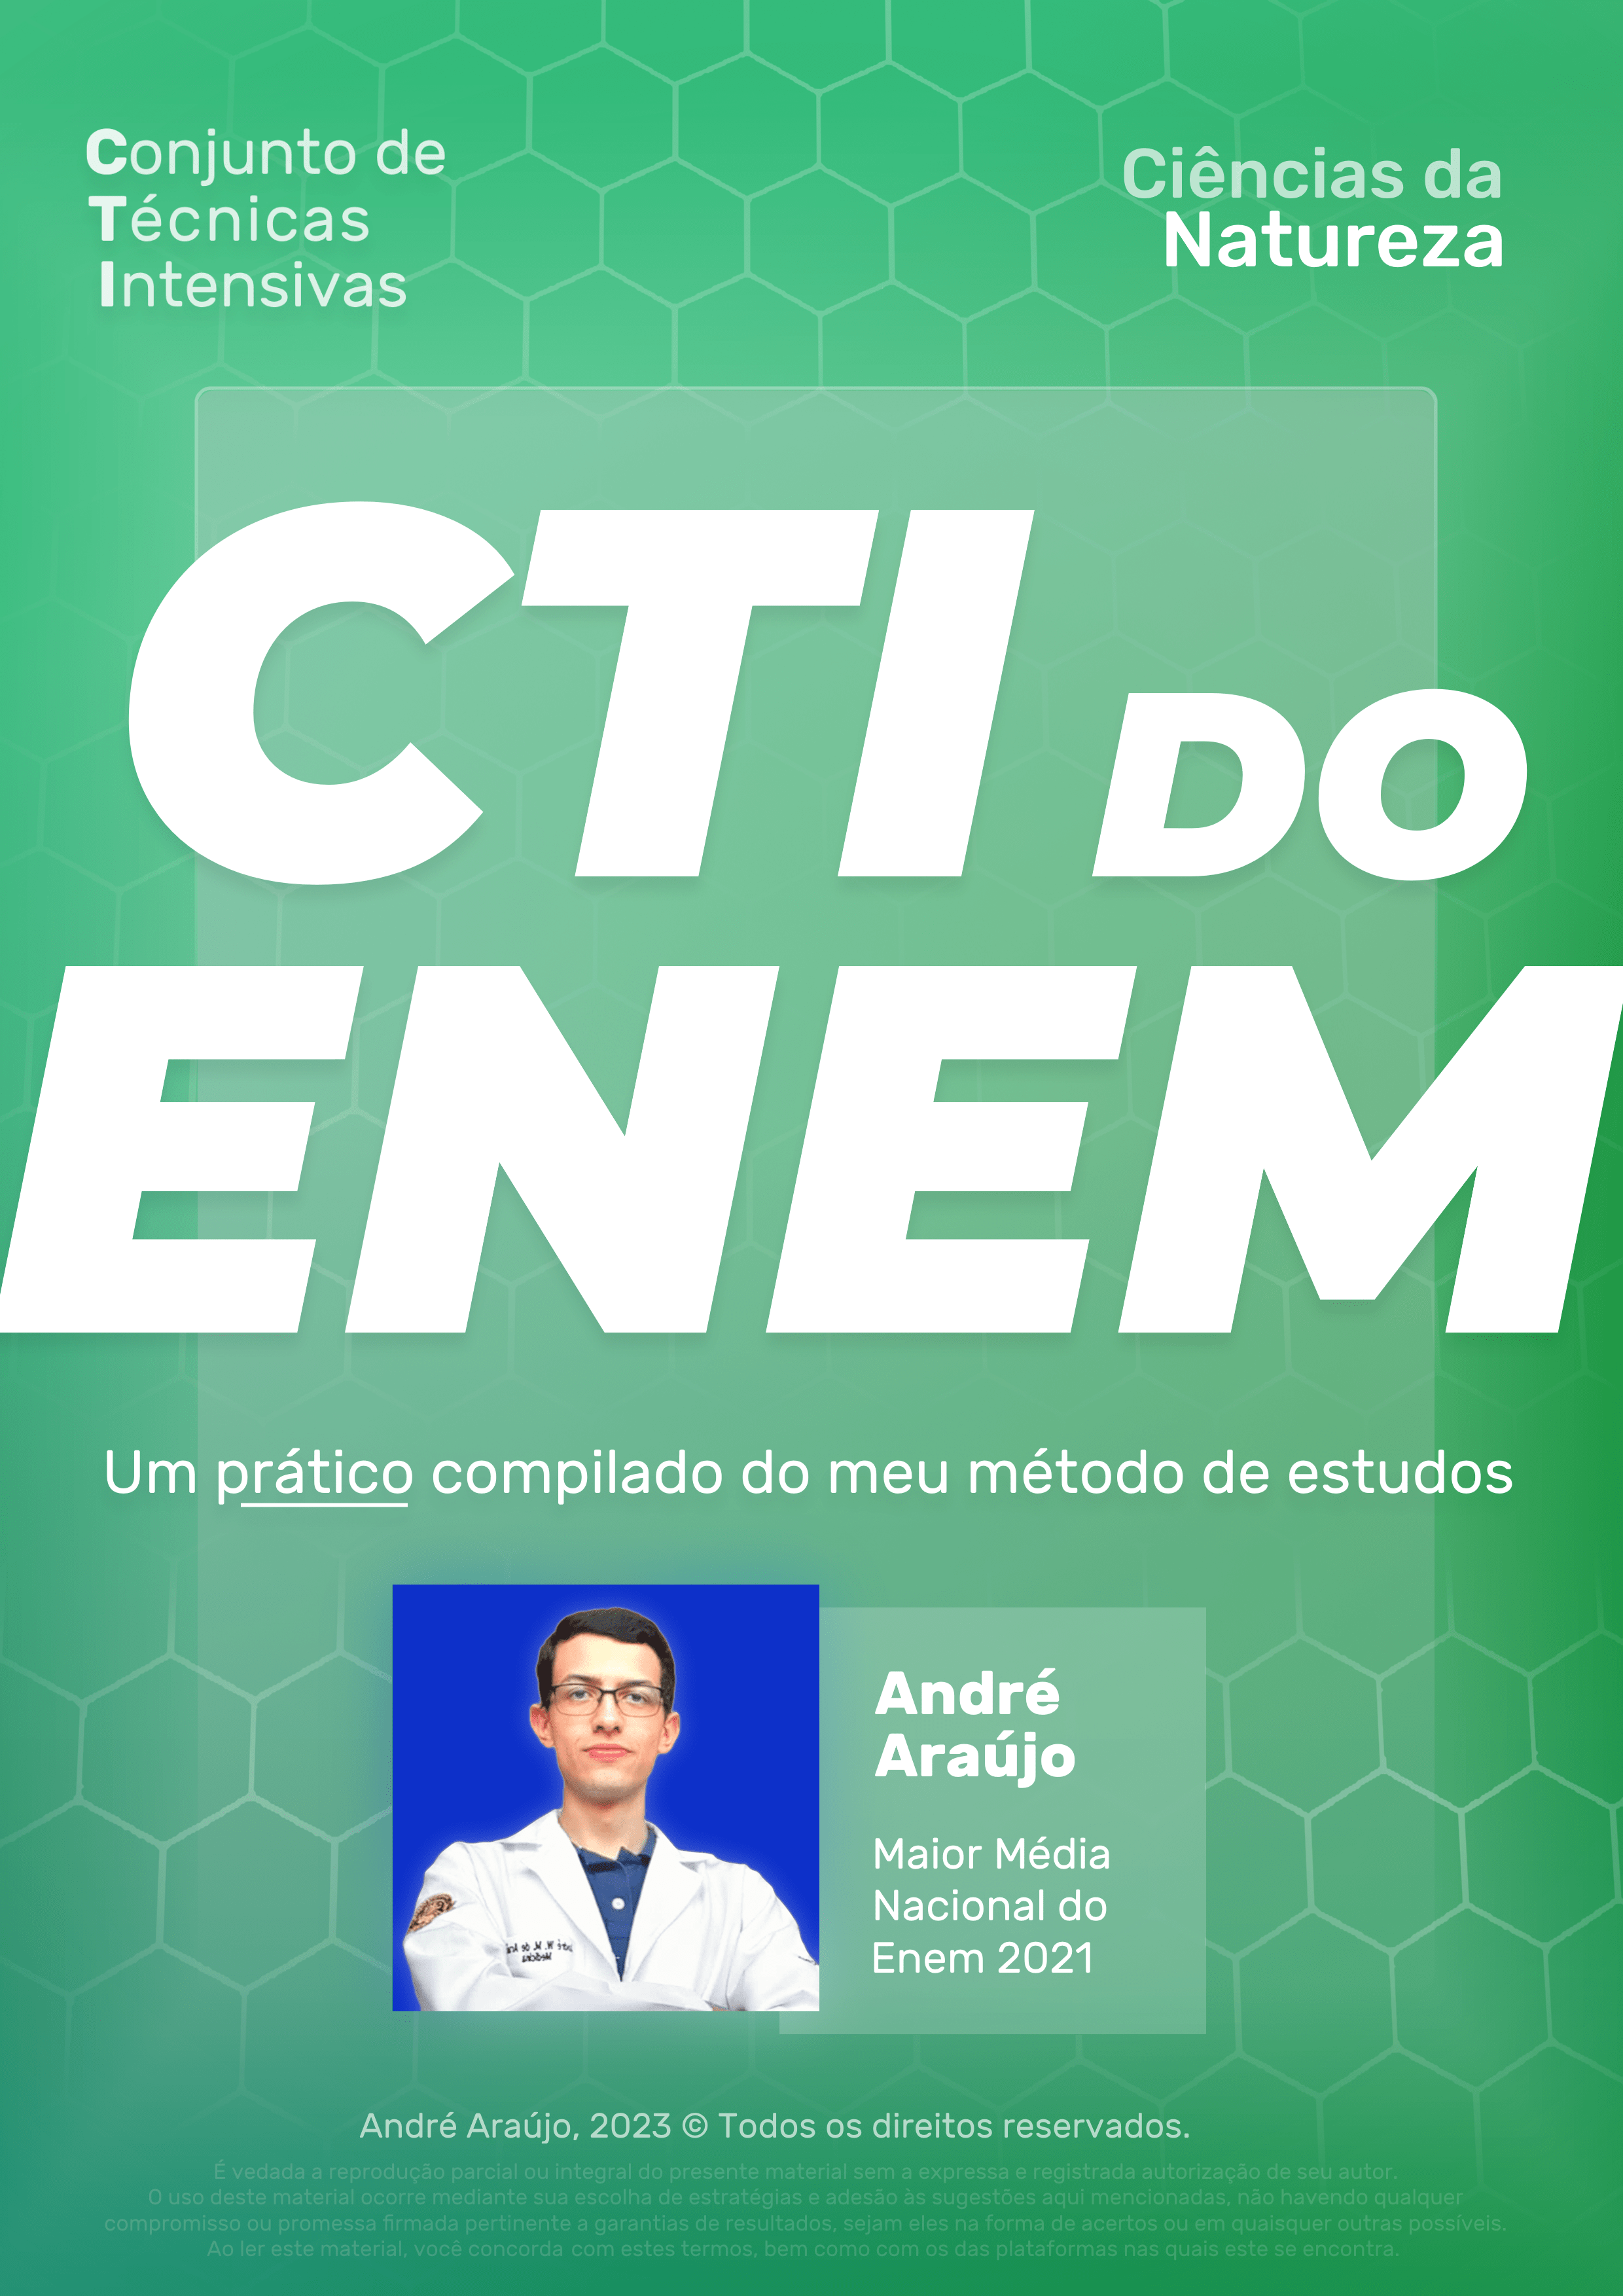 Conjunto de
Técnicas
Intensivas
Ciências da
Natureza
CTI DO
ENEM
Um prático compilado do meu método de estudos
André
Araújo
Maior Média
Nacional do
Enem 2021
André Araújo, 2023 © Todos os direitos reservados.
É vedada a reprodução parcial ou integral do presente material sem a expressa e registrada autorização de seu autor.
O uso deste material ocorre mediante sua escolha de estratégias e adesão às sugestões aqui mencionadas, não havendo qualquer
compromisso ou promessa firmada pertinente a garantias de resultados, sejam eles na forma de acertos ou em quaisquer outras possíveis.
Ao ler este material, você concorda com estes termos, bem como com os das plataformas nas quais este se encontra.